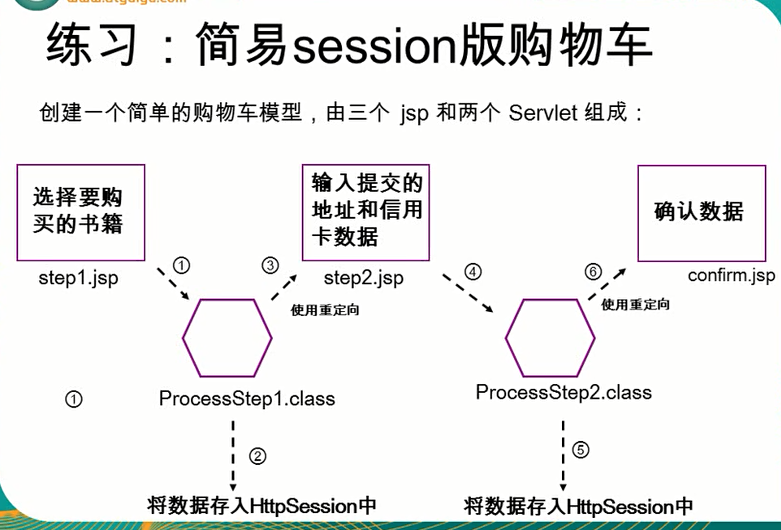 www.atguigu.com
练习：简易session版购物车
创建一个简单的购物车模型，由三个 jsp 和两个 Servlet 组成：
选择要购
买的书籍
输入提交的
地址和信用
卡数据
确认数据
step1.jsp
①
③
step2.jsp
④
⑥
confirm.jsp
使用重定向
使用重定向
①
ProcessStep1.class
ProcessStep2.class
②
⑤
将数据存入HttpSession中
将数据存入HttpSession中